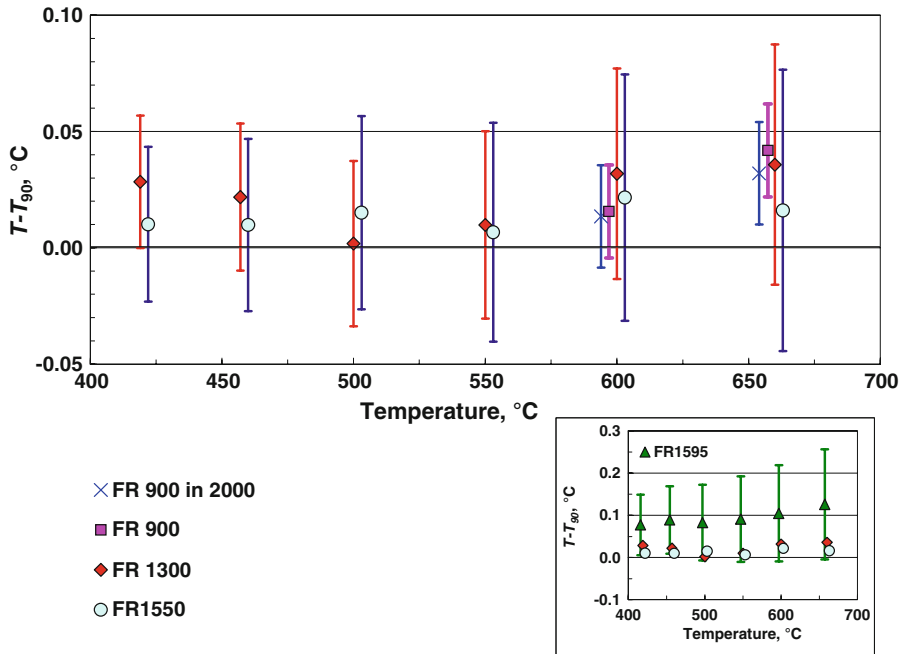 0.10
0.05
0.00
-0.05
T-T90, °C
400 450 500 550 600 650 700
Temperature, °C
FR 900 in 2000
FR 900
FR 1300
FR1550
0.3
0.2
0.1
0.0
-0.1
T-T90, °C
FR1595
400 500 600 700
Temperature, °C